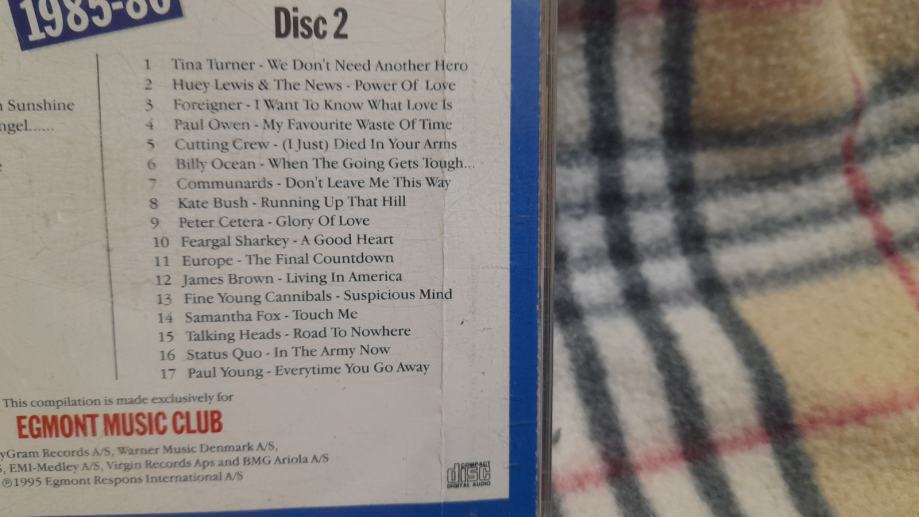 1985-86
Disc 2
Sunshine
ngel......
1 Tina Turner - We Don't Need Another Hero
2 Huey Lewis & The News - Power Of Love
3 Foreigner - I Want To Know What Love Is
4 Paul Owen - My Favourite Waste Of Time
5 Cutting Crew - (I Just) Died In Your Arms
6 Billy Ocean - When The Going Gets Tough...
7 Communards - Don't Leave Me This Way
8 Kate Bush - Running Up That Hill
9 Peter Cetera - Glory Of Love
10 Feargal Sharkey - A Good Heart
11 Europe - The Final Countdown
12 James Brown - Living In America
13 Fine Young Cannibals - Suspicious Mind
14 Samantha Fox - Touch Me
15 Talking Heads - Road To Nowhere
16 Status Quo - In The Army Now
17 Paul Young - Everytime You Go Away
This compilation is made exclusively for
EGMONT MUSIC CLUB
yGram Records A/S, Warner Music Denmark A/S,
S, EMI-Medley A/S, Virgin Records Aps and BMG Ariola A/S
℗1995 Egmont Respons International A/S
COMPACT
disc
DIGITAL AUDIO